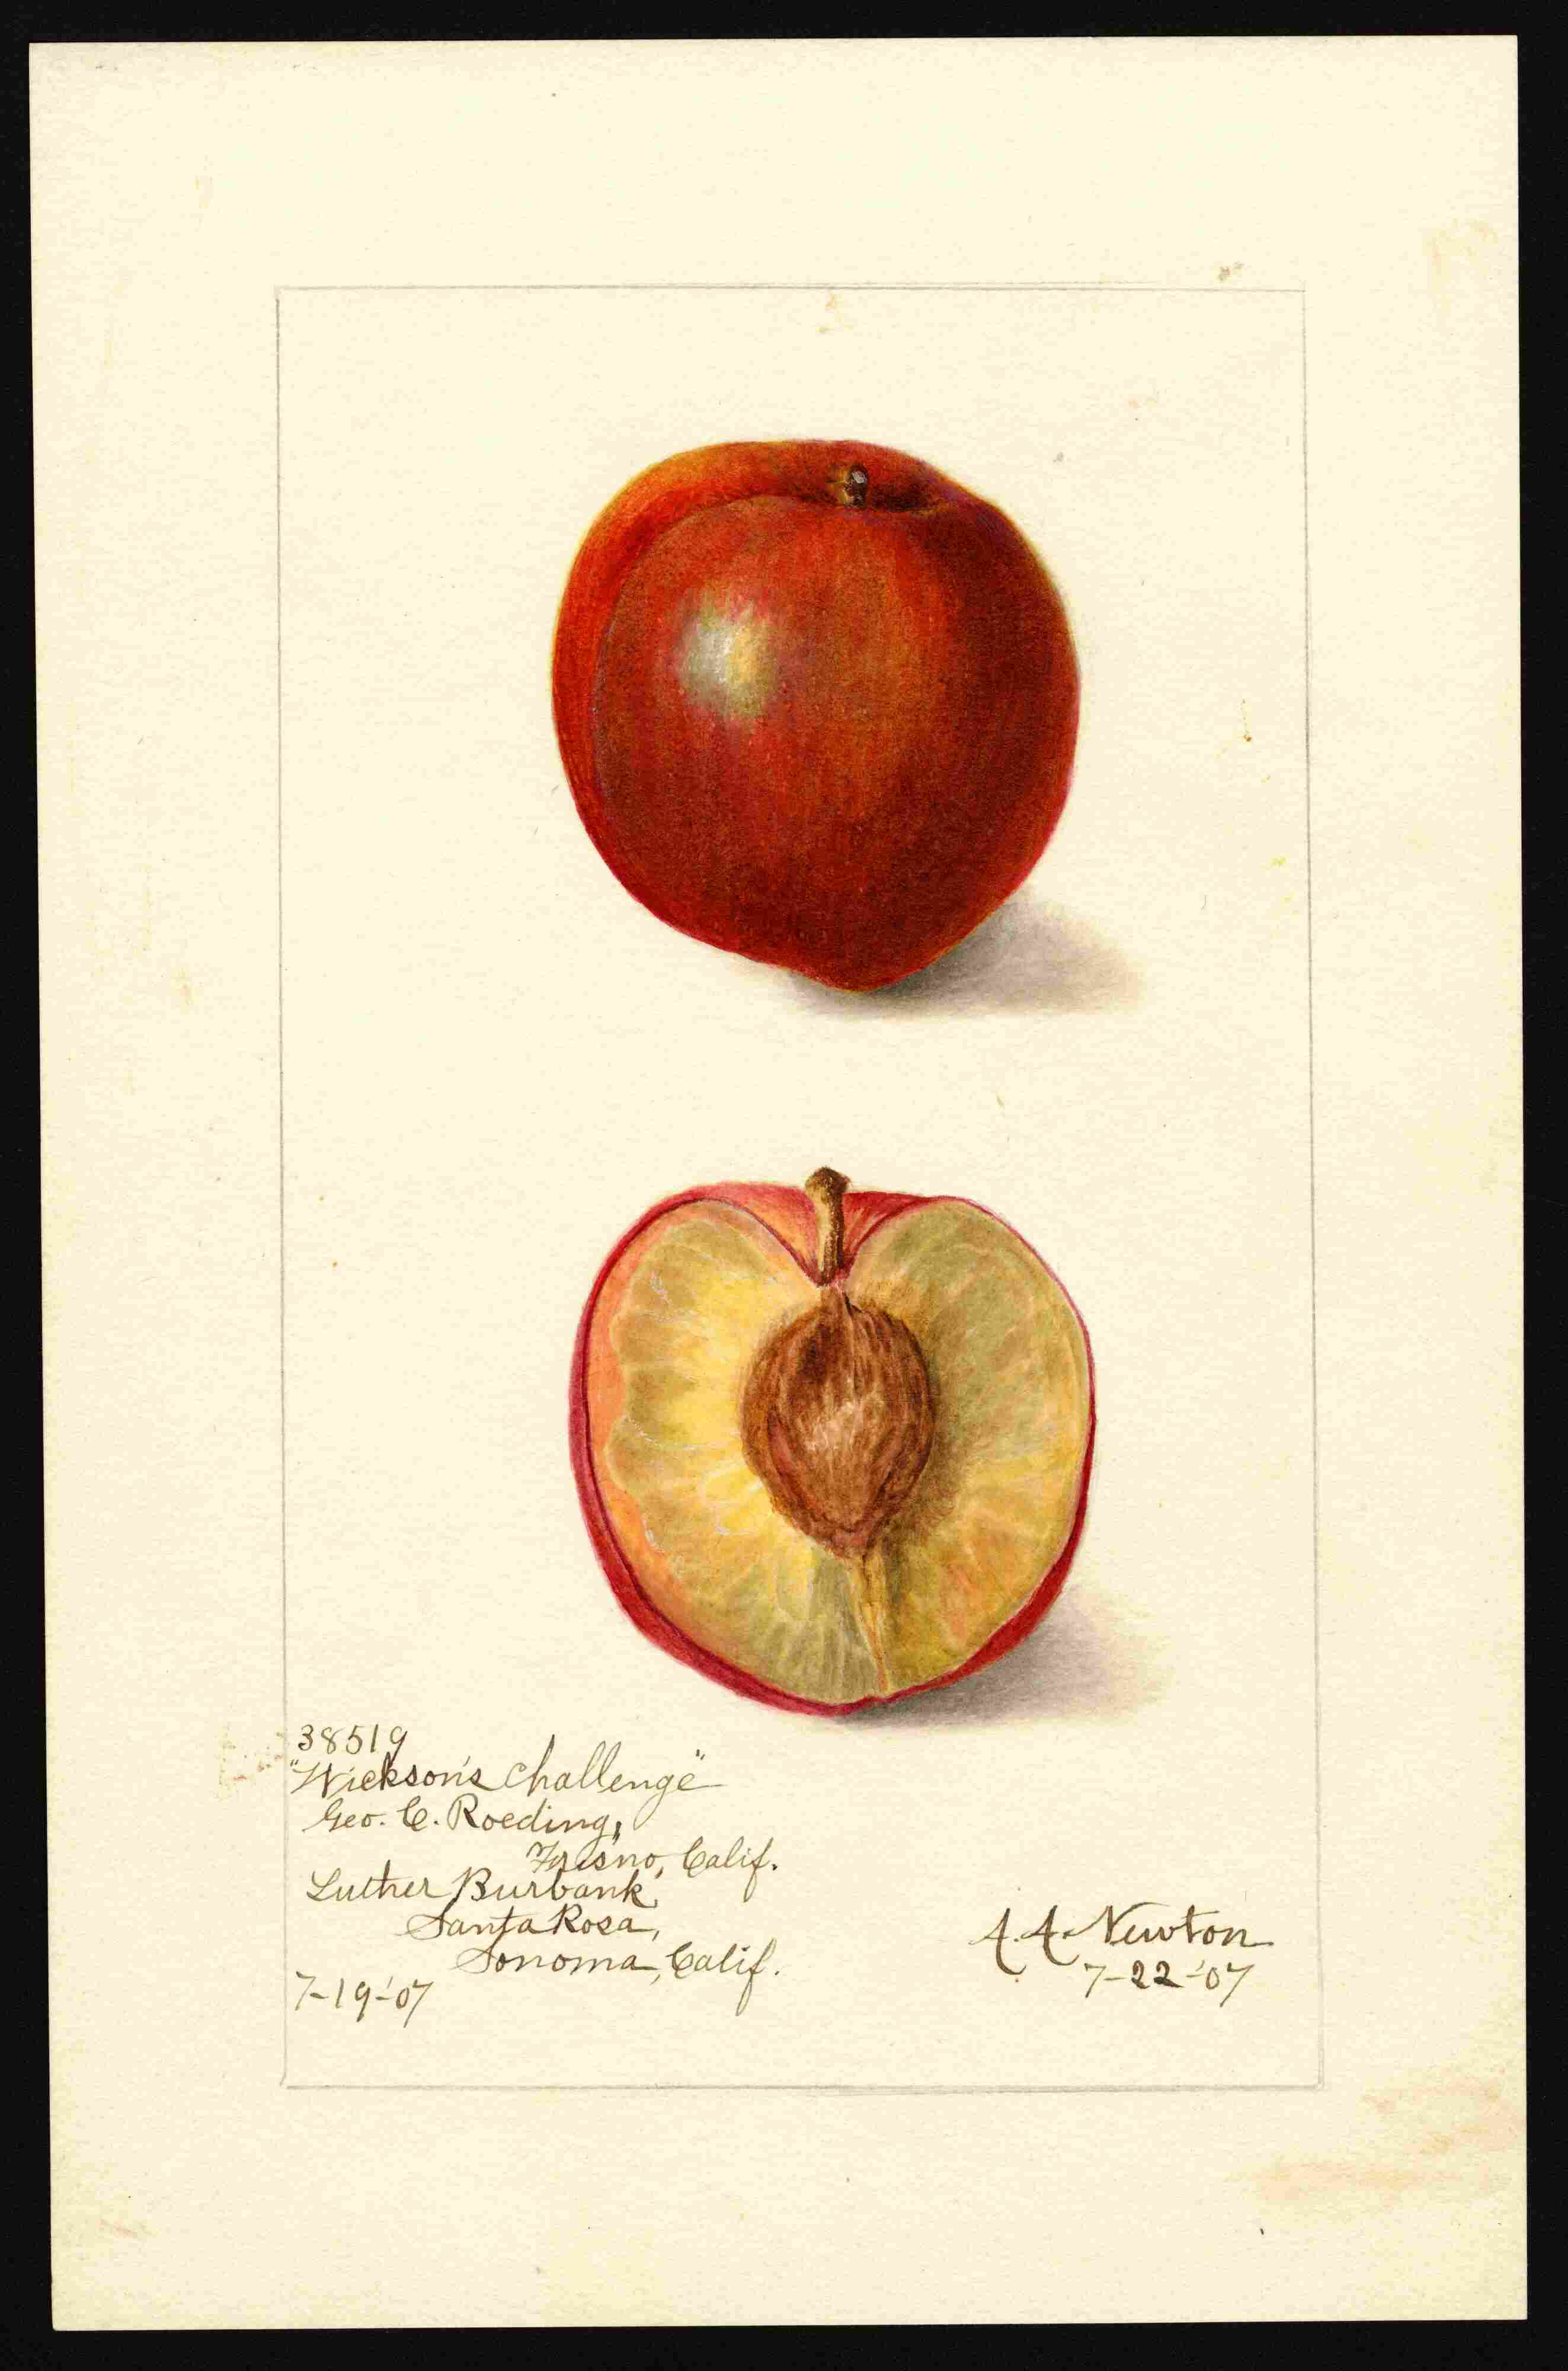 38519
"Wickson's Challenge"
Geo. C. Roeding,
Fresno, Calif.
Luther Burbank,
Santa Rosa,
Sonoma, Calif.
7-19-'07
A. A. Newton
7-22-'07